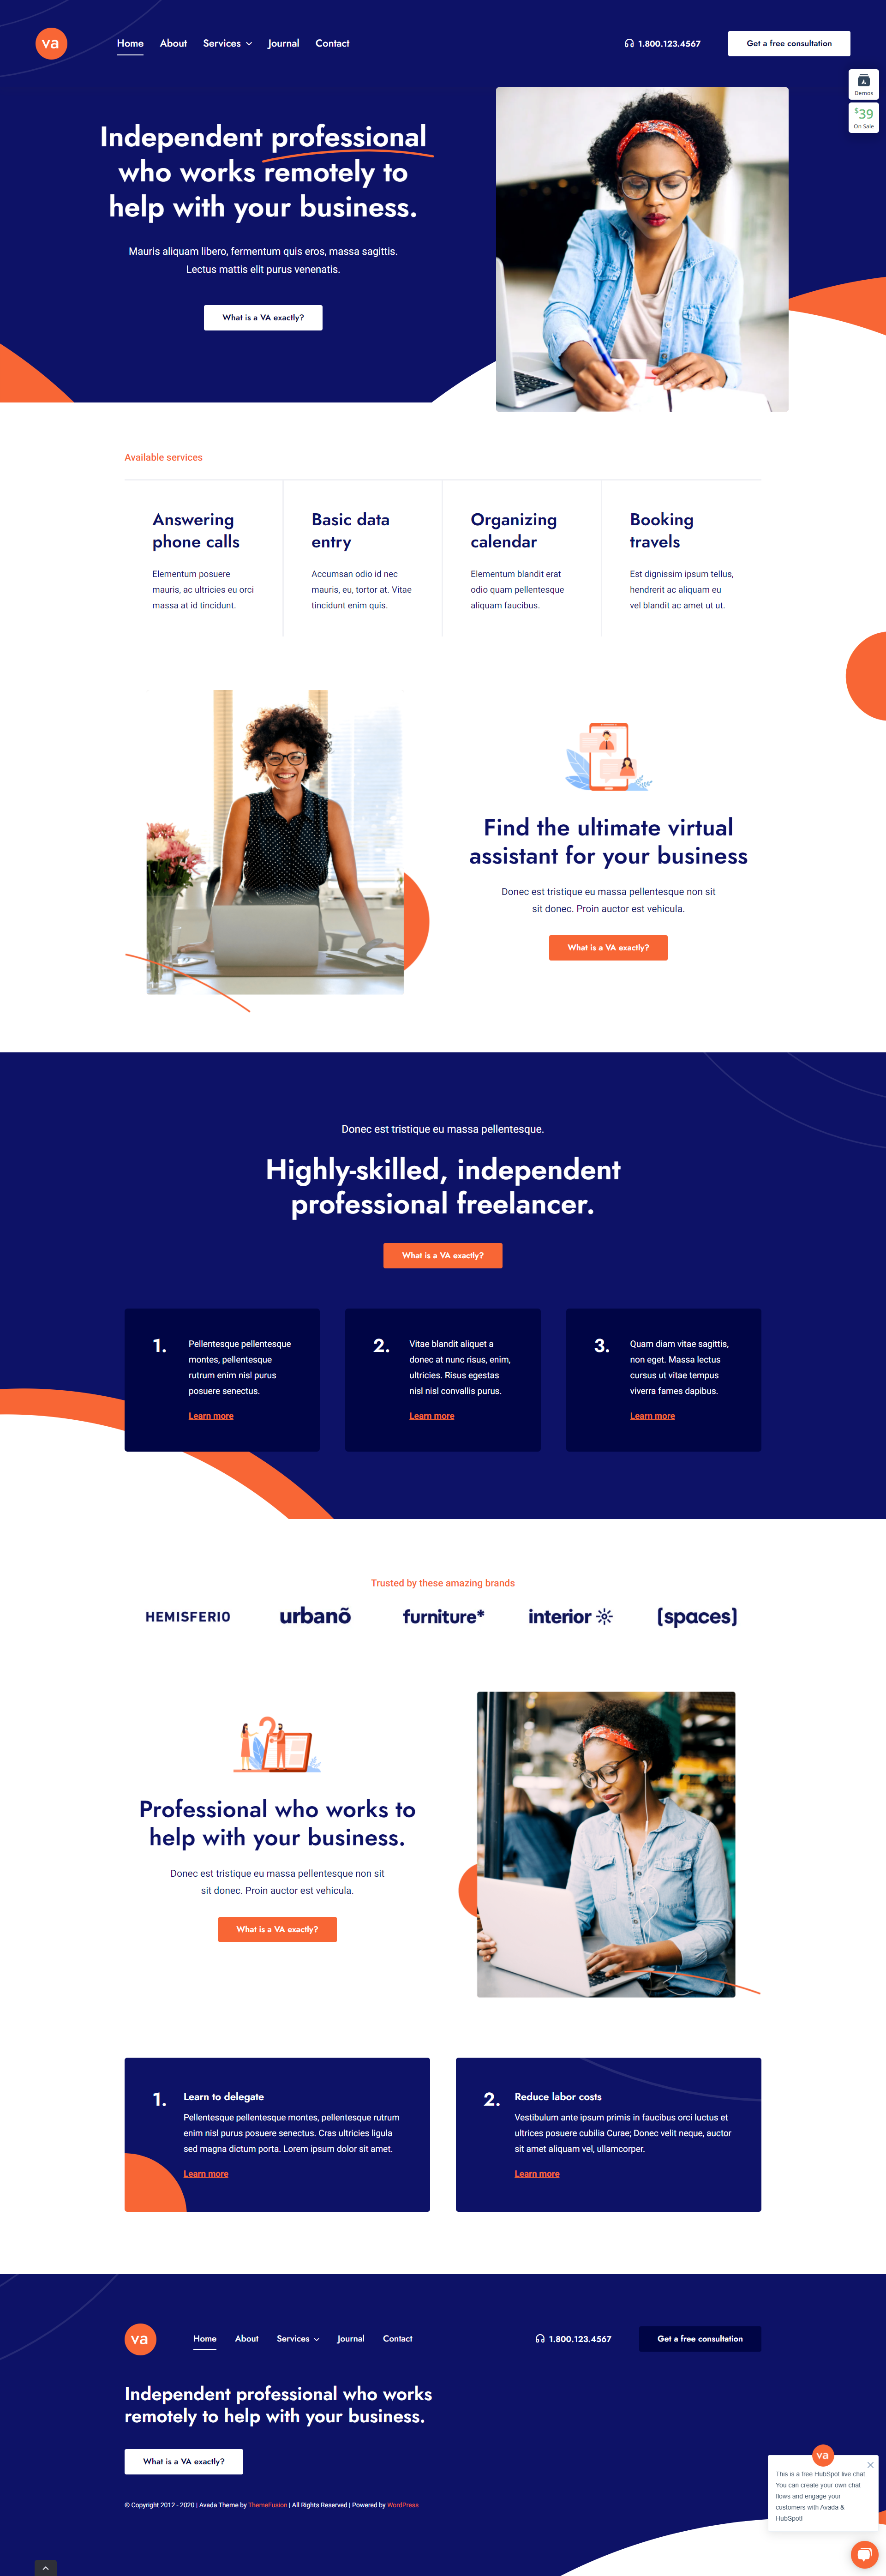 va
Home
About
Services
Journal
Contact
1.800.123.4567
Get a free consultation
Demos
$39
On Sale
Independent professional
who works remotely to
help with your business.
Mauris aliquam libero, fermentum quis eros, massa sagittis.
Lectus mattis elit purus venenatis.
What is a VA exactly?
Available services
Answering
phone calls
Elementum posuere
mauris, ac ultricies eu orci
massa at id tincidunt.
Basic data
entry
Accumsan odio id nec
mauris, eu, tortor at. Vitae
tincidunt enim quis.
Organizing
calendar
Elementum blandit erat
odio quam pellentesque
aliquam faucibus.
Booking
travels
Est dignissim ipsum tellus,
hendrerit ac aliquam eu
vel blandit ac amet ut ut.
Find the ultimate virtual
assistant for your business
Donec est tristique eu massa pellentesque non sit
sit donec. Proin auctor est vehicula.
What is a VA exactly?
Donec est tristique eu massa pellentesque.
Highly-skilled, independent
professional freelancer.
What is a VA exactly?
1.
Pellentesque pellentesque
montes, pellentesque
rutrum enim nisl purus
posuere senectus.
Learn more
2.
Vitae blandit aliquet a
donec at nunc risus, enim,
ultricies. Risus egestas
nisl nisl convallis purus.
Learn more
3.
Quam diam vitae sagittis,
non eget. Massa lectus
cursus ut vitae tempus
viverra fames dapibus.
Learn more
Trusted by these amazing brands
HEMISFERIO
urbanõ
furniture*
interior
[spaces]
Professional who works to
help with your business.
Donec est tristique eu massa pellentesque non sit
sit donec. Proin auctor est vehicula.
What is a VA exactly?
1.
Learn to delegate
Pellentesque pellentesque montes, pellentesque rutrum
enim nisl purus posuere senectus. Cras ultricies ligula
sed magna dictum porta. Lorem ipsum dolor sit amet.
Learn more
2.
Reduce labor costs
Vestibulum ante ipsum primis in faucibus orci luctus et
ultrices posuere cubilia Curae; Donec velit neque, auctor
sit amet aliquam vel, ullamcorper.
Learn more
va
Home
About
Services
Journal
Contact
1.800.123.4567
Get a free consultation
Independent professional who works
remotely to help with your business.
What is a VA exactly?
© Copyright 2012 - 2020 | Avada Theme by ThemeFusion | All Rights Reserved | Powered by WordPress
va
This is a free HubSpot live chat.
You can create your own chat
flows and engage your
customers with Avada &
HubSpot!